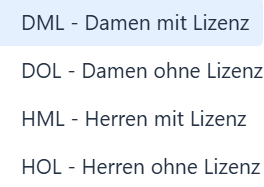 DML - Damen mit Lizenz
DOL - Damen ohne Lizenz
HML - Herren mit Lizenz
HOL - Herren ohne Lizenz